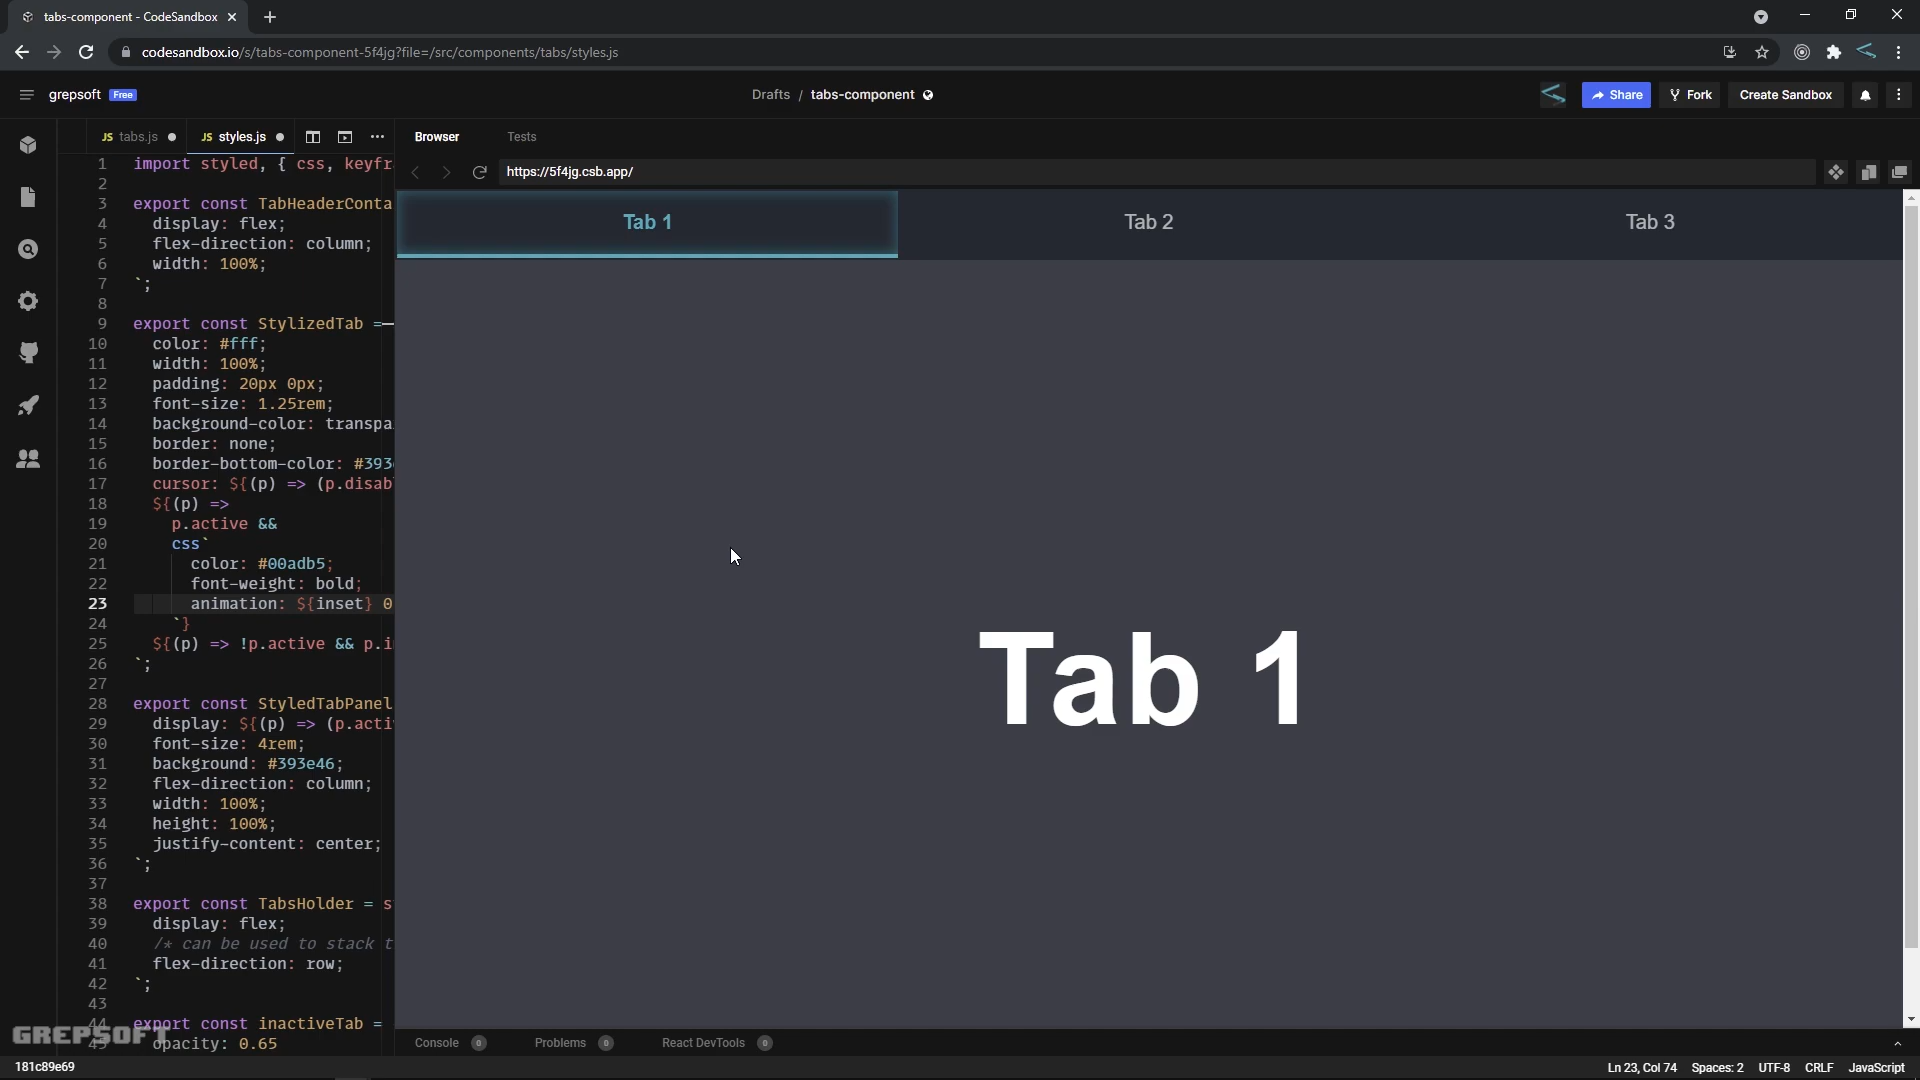 tabs-component - CodeSandbox
codesandbox.io/s/tabs-component-5f4jg?file=/src/components/tabs/styles.js
grepsoft Free
Drafts / tabs-component
Share
Fork
Create Sandbox
JS tabs.js
JS styles.js
Browser
Tests
https://5f4jg.csb.app/
1 import styled, { css, keyfr
2
3 export const TabHeaderConta
4 display: flex;
5 flex-direction: column;
6 width: 100%;
7 `;
8
9 export const StylizedTab =
10 color: #fff;
11 width: 100%;
12 padding: 20px 0px;
13 font-size: 1.25rem;
14 background-color: transpa
15 border: none;
16 border-bottom-color: #393
17 cursor: ${(p) => (p.disab
18 ${(p) =>
19 p.active &&
20 css`
21 color: #00adb5;
22 font-weight: bold;
23 animation: ${inset} 0
24 `}
25 ${(p) => !p.active && p.i
26 `;
27
28 export const StyledTabPanel
29 display: ${(p) => (p.acti
30 font-size: 4rem;
31 background: #393e46;
32 flex-direction: column;
33 width: 100%;
34 height: 100%;
35 justify-content: center;
36 `;
37
38 export const TabsHolder = s
39 display: flex;
40 /* can be used to stack t
41 flex-direction: row;
42 `;
43
44 export const inactiveTab =
45 opacity: 0.65
GREPSOFT
Tab 1
Tab 2
Tab 3
Tab 1
Console 0
Problems 0
React DevTools 0
181c89e69
Ln 23, Col 74
Spaces: 2
UTF-8
CRLF
JavaScript